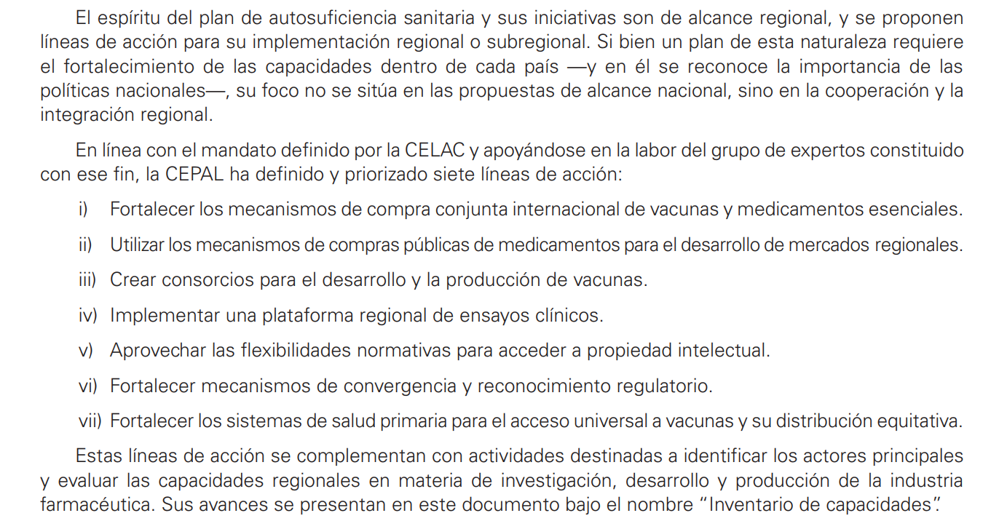 El espíritu del plan de autosuficiencia sanitaria y sus iniciativas son de alcance regional, y se proponen
líneas de acción para su implementación regional o subregional. Si bien un plan de esta naturaleza requiere
el fortalecimiento de las capacidades dentro de cada país —y en él se reconoce la importancia de las
políticas nacionales—, su foco no se sitúa en las propuestas de alcance nacional, sino en la cooperación y la
integración regional.
En línea con el mandato definido por la CELAC y apoyándose en la labor del grupo de expertos constituido
con ese fin, la CEPAL ha definido y priorizado siete líneas de acción:
i) Fortalecer los mecanismos de compra conjunta internacional de vacunas y medicamentos esenciales.
ii) Utilizar los mecanismos de compras públicas de medicamentos para el desarrollo de mercados regionales.
iii) Crear consorcios para el desarrollo y la producción de vacunas.
iv) Implementar una plataforma regional de ensayos clínicos.
v) Aprovechar las flexibilidades normativas para acceder a propiedad intelectual.
vi) Fortalecer mecanismos de convergencia y reconocimiento regulatorio.
vii) Fortalecer los sistemas de salud primaria para el acceso universal a vacunas y su distribución equitativa.
Estas líneas de acción se complementan con actividades destinadas a identificar los actores principales
y evaluar las capacidades regionales en materia de investigación, desarrollo y producción de la industria
farmacéutica. Sus avances se presentan en este documento bajo el nombre “Inventario de capacidades”.